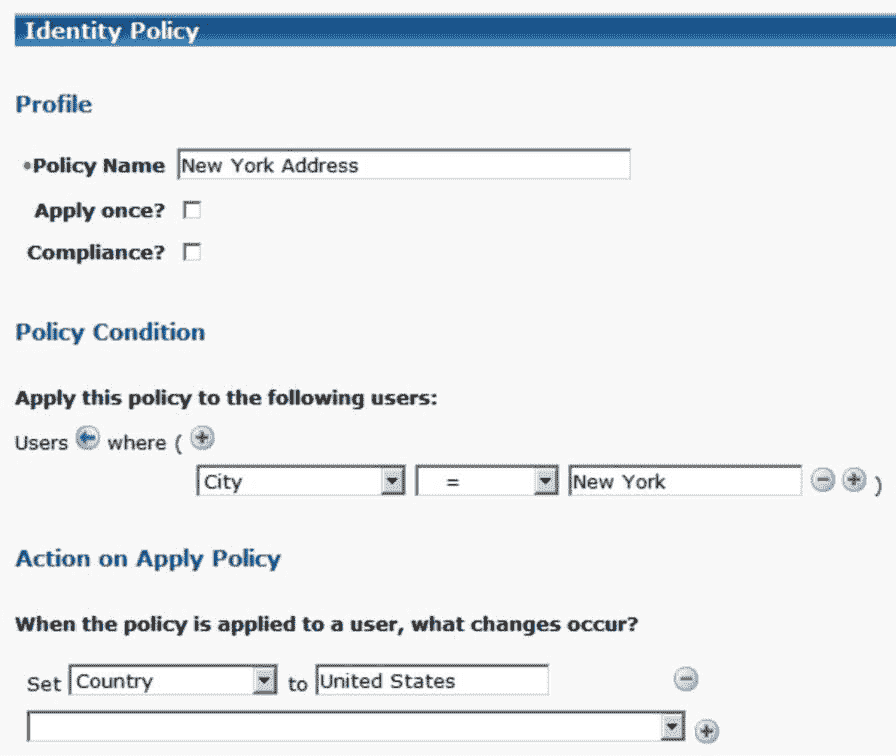 Identity Policy
Profile
*Policy Name New York Address
Apply once?
Compliance?
Policy Condition
Apply this policy to the following users:
Users where (
City = New York )
Action on Apply Policy
When the policy is applied to a user, what changes occur?
Set Country to United States